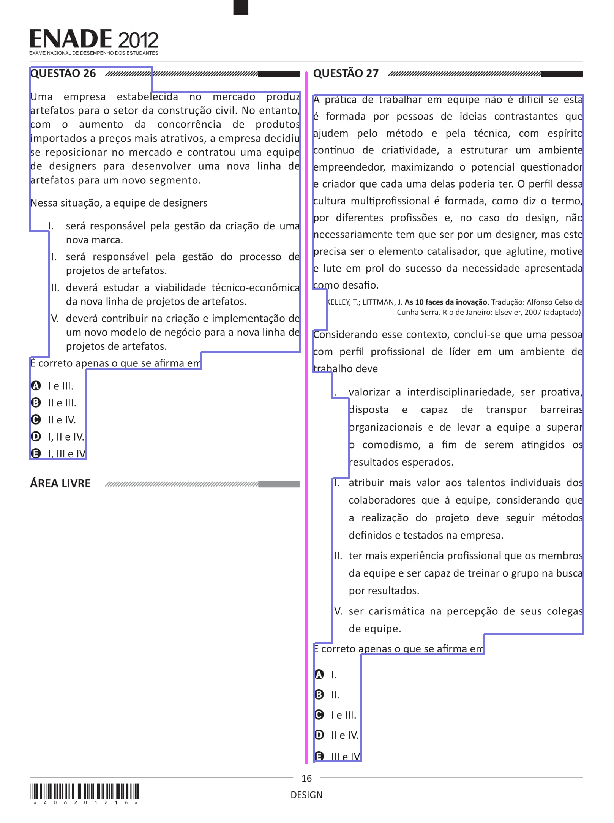 ENADE 2012
EXAME NACIONAL DE DESEMPENHO DOS ESTUDANTES
QUESTÃO 26
Uma empresa estabelecida no mercado produz
artefatos para o setor da construção civil. No entanto,
com o aumento da concorrência de produtos
importados a preços mais atrativos, a empresa decidiu
se reposicionar no mercado e contratou uma equipe
de designers para desenvolver uma nova linha de
artefatos para um novo segmento.
Nessa situação, a equipe de designers
I. será responsável pela gestão da criação de uma
nova marca.
I. será responsável pela gestão do processo de
projetos de artefatos.
II. deverá estudar a viabilidade técnico-econômica
da nova linha de projetos de artefatos.
V. deverá contribuir na criação e implementação de
um novo modelo de negócio para a nova linha de
projetos de artefatos.
É correto apenas o que se afirma em
A I e III.
B II e III.
C II e IV.
D I, II e IV.
E I, III e IV
ÁREA LIVRE
QUESTÃO 27
A prática de trabalhar em equipe não é difícil se esta
é formada por pessoas de ideias contrastantes que
ajudem pelo método e pela técnica, com espírito
contínuo de criatividade, a estruturar um ambiente
empreendedor, maximizando o potencial questionador
e criador que cada uma delas poderia ter. O perfil dessa
cultura multiprofissional é formada, como diz o termo,
por diferentes profissões e, no caso do design, não
necessariamente tem que ser por um designer, mas este
precisa ser o elemento catalisador, que aglutine, motive
e lute em prol do sucesso da necessidade apresentada
como desafio.
KELLEY, T.; LITTMAN, J. As 10 faces da inovação. Tradução: Alfonso Celso da
Cunha Serra. Rio de Janeiro: Elsevier, 2007 (adaptado)
Considerando esse contexto, conclui-se que uma pessoa
com perfil profissional de líder em um ambiente de
trabalho deve
. valorizar a interdisciplinariedade, ser proativa,
disposta e capaz de transpor barreiras
organizacionais e de levar a equipe a superar
o comodismo, a fim de serem atingidos os
resultados esperados.
I. atribuir mais valor aos talentos individuais dos
colaboradores que à equipe, considerando que
a realização do projeto deve seguir métodos
definidos e testados na empresa.
II. ter mais experiência profissional que os membros
da equipe e ser capaz de treinar o grupo na busca
por resultados.
V. ser carismática na percepção de seus colegas
de equipe.
É correto apenas o que se afirma em
A I.
B II.
C I e III.
D II e IV.
E III e IV
16
DESIGN